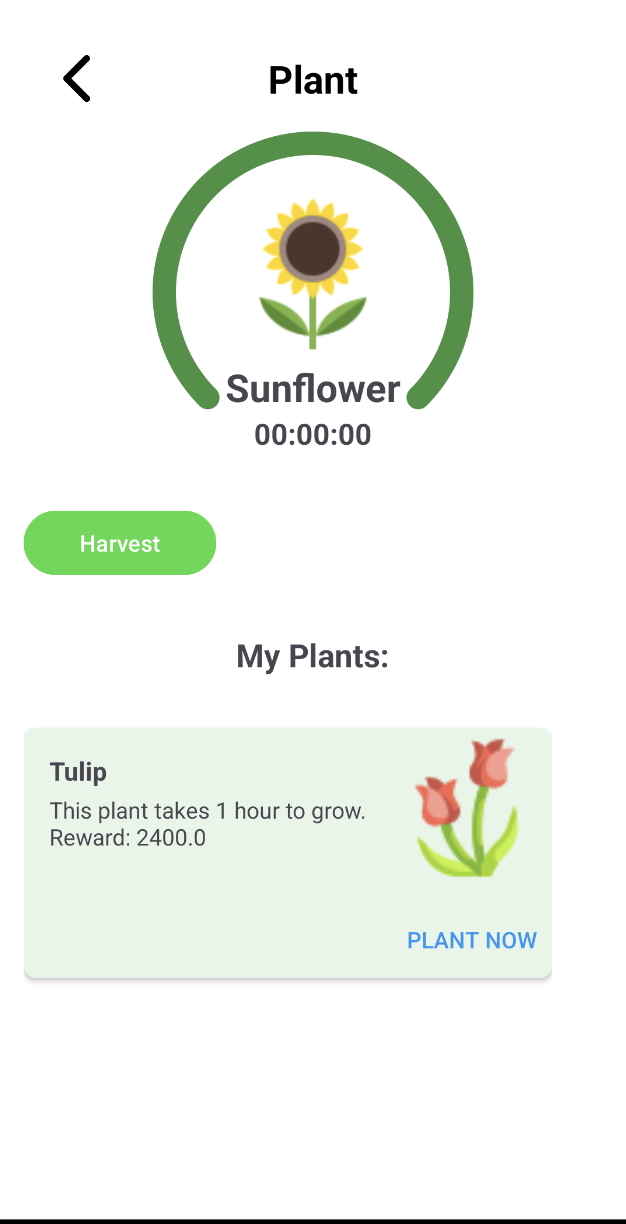 Plant
Sunflower
00:00:00
Harvest
My Plants:
Tulip
This plant takes 1 hour to grow.
Reward: 2400.0
PLANT NOW